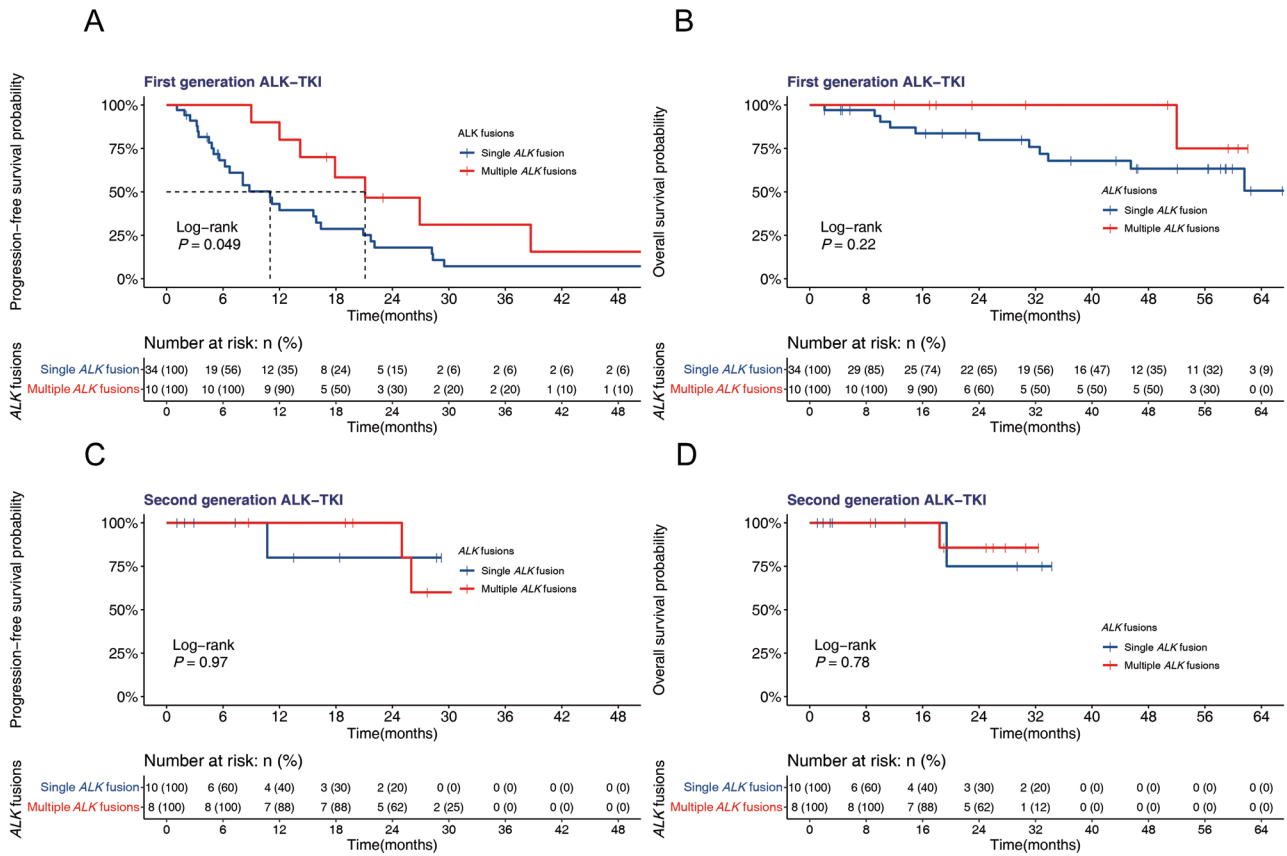 A
First generation ALK−TKI
Progression-free survival probability
100%
75%
50%
25%
0%
ALK fusions
Single ALK fusion
Multiple ALK fusions
Log−rank
P = 0.049
0 6 12 18 24 30 36 42 48
Time(months)
Number at risk: n (%)
ALK fusions
Single ALK fusion 34 (100) 19 (56) 12 (35) 8 (24) 5 (15) 2 (6) 2 (6) 2 (6) 2 (6)
Multiple ALK fusions 10 (100) 10 (100) 9 (90) 5 (50) 3 (30) 2 (20) 2 (20) 1 (10) 1 (10)
0 6 12 18 24 30 36 42 48
Time(months)
B
First generation ALK−TKI
Overall survival probability
100%
75%
50%
25%
0%
ALK fusions
Single ALK fusion
Multiple ALK fusions
Log−rank
P = 0.22
0 8 16 24 32 40 48 56 64
Time(months)
Number at risk: n (%)
ALK fusions
Single ALK fusion 34 (100) 29 (85) 25 (74) 22 (65) 19 (56) 16 (47) 12 (35) 11 (32) 3 (9)
Multiple ALK fusions 10 (100) 10 (100) 9 (90) 6 (60) 5 (50) 5 (50) 5 (50) 3 (30) 0 (0)
0 8 16 24 32 40 48 56 64
Time(months)
C
Second generation ALK−TKI
Progression-free survival probability
100%
75%
50%
25%
0%
ALK fusions
Single ALK fusion
Multiple ALK fusions
Log−rank
P = 0.97
0 6 12 18 24 30 36 42 48
Time(months)
Number at risk: n (%)
ALK fusions
Single ALK fusion 10 (100) 6 (60) 4 (40) 3 (30) 2 (20) 0 (0) 0 (0) 0 (0) 0 (0)
Multiple ALK fusions 8 (100) 8 (100) 7 (88) 7 (88) 5 (62) 2 (25) 0 (0) 0 (0) 0 (0)
0 6 12 18 24 30 36 42 48
Time(months)
D
Second generation ALK−TKI
Overall survival probability
100%
75%
50%
25%
0%
ALK fusions
Single ALK fusion
Multiple ALK fusions
Log−rank
P = 0.78
0 8 16 24 32 40 48 56 64
Time(months)
Number at risk: n (%)
ALK fusions
Single ALK fusion 10 (100) 6 (60) 4 (40) 3 (30) 2 (20) 0 (0) 0 (0) 0 (0) 0 (0)
Multiple ALK fusions 8 (100) 8 (100) 7 (88) 5 (62) 1 (12) 0 (0) 0 (0) 0 (0) 0 (0)
0 8 16 24 32 40 48 56 64
Time(months)